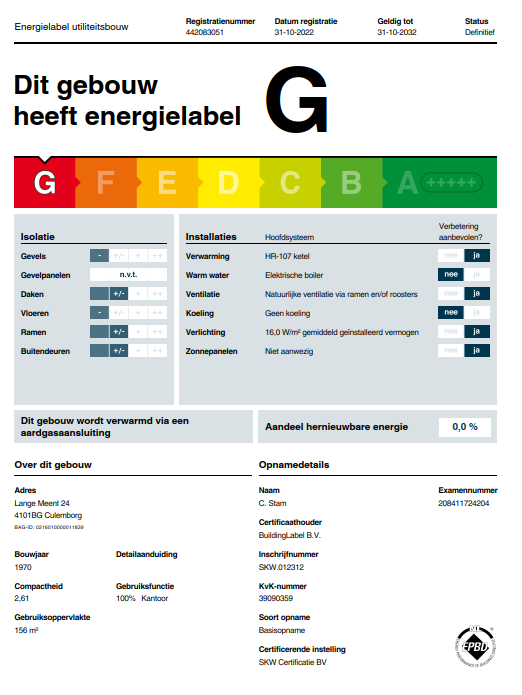 Energielabel utiliteitsbouw
Registratienummer Datum registratie Geldig tot Status
442083051 31-10-2022 31-10-2032 Definitief
Dit gebouw
heeft energielabel G
G F E D C B A +++++
Isolatie
Gevels - +/- + ++
Gevelpanelen n.v.t.
Daken +/- + ++
Vloeren - +/- + ++
Ramen +/- + ++
Buitendeuren +/- + ++
Verbetering
Installaties Hoofdsysteem aanbevolen?
Verwarming HR-107 ketel nee ja
Warm water Elektrische boiler nee ja
Ventilatie Natuurlijke ventilatie via ramen en/of roosters nee ja
Koeling Geen koeling nee ja
Verlichting 16,0 W/m² gemiddeld geïnstalleerd vermogen nee ja
Zonnepanelen Niet aanwezig nee ja
Dit gebouw wordt verwarmd via een
aardgasaansluiting
Aandeel hernieuwbare energie 0,0 %
Over dit gebouw
Adres
Lange Meent 24
4101BG Culemborg
BAG-ID: 0216010000011839
Bouwjaar Detailaanduiding
1970
Compactheid Gebruiksfunctie
2,61 100% Kantoor
Gebruiksoppervlakte
156 m²
Opnamedetails
Naam Examennummer
C. Stam 208411724204
Certificaathouder
BuildingLabel B.V.
Inschrijfnummer
SKW.012312
KvK-nummer
39090359
Soort opname
Basisopname
Certificerende instelling
SKW Certificatie BV
NL
EPBD